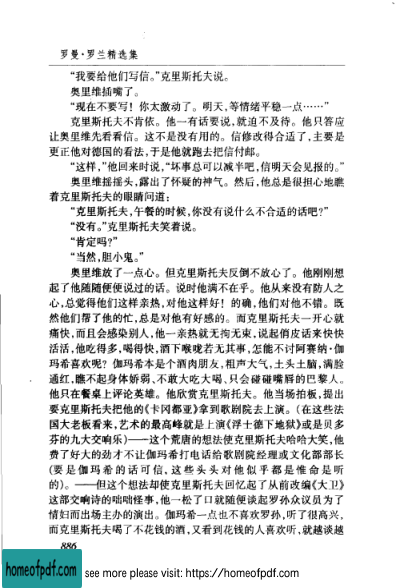 罗曼·罗兰精选集
“我要给他们写信。”克里斯托夫说。
奥里维插嘴了。
“现在不要写！你太激动了。明天，等情绪平稳一点……”
克里斯托夫不肯依。他一有话要说，就迫不及待。他只答应
让奥里维先看看信。这不是没有用的。信修改得合适了，主要是
更正他对德国的看法，于是他就跑去把信付邮。
“这样，”他回来时说，“坏事总可以减半吧，信明天会见报的。”
奥里维摇摇头，露出了怀疑的神气。然后，他总是很担心地瞧
着克里斯托夫的眼睛问道：
“克里斯托夫，午餐的时候，你没有说什么不合适的话吧？”
“没有。”克里斯托夫笑着说。
“肯定吗？”
“当然，胆小鬼。”
奥里维放了一点心。但克里斯托夫反倒不放心了。他刚刚想
起了他随随便便说过的话。说时他满不在乎。他从来没有防人之
心，总觉得他们这样亲热，对他这样好！的确，他们对他不错。既
然他们帮了他的忙，总是对他有好感的。而克里斯托夫一开心就
痛快，而且会感染别人，他一亲热就无拘无束，说起俏皮话来快快
活活，他吃得多，喝得快，酒下喉咙若无其事，怎能不讨阿赛纳·伽
玛希喜欢呢？伽玛希本是个酒肉朋友，粗声大气，土头土脑，满脸
通红，瞧不起身体娇弱、不敢大吃大喝、只会碰碰嘴唇的巴黎人。
他只在餐桌上评论英雄。他欣赏克里斯托夫。他当场拍板，提出
要克里斯托夫把他的《卡冈都亚》拿到歌剧院去上演。（在这些法
国大老板看来，艺术的最高峰就是上演《浮士德下地狱》或是贝多
芬的九大交响乐）——这个荒唐的想法使克里斯托夫哈哈大笑，他
费了好大的劲才不让伽玛希打电话给歌剧院经理或文化部部长
（要是伽玛希的话可信，这些头头对他似乎都是惟命是听
的）。——但这个想法却使克里斯托夫回忆起了从前改编《大卫》
这部交响诗的咄咄怪事，他一松了口就随便谈起罗孙众议员为了
情妇而出场主办的演出。伽玛希一点也不喜欢罗孙，听了很高兴，
而克里斯托夫喝了不花钱的酒，又看到花钱的人喜欢听，就越谈越
886
homeofpdf.com
see more please visit: https://homeofpdf.com